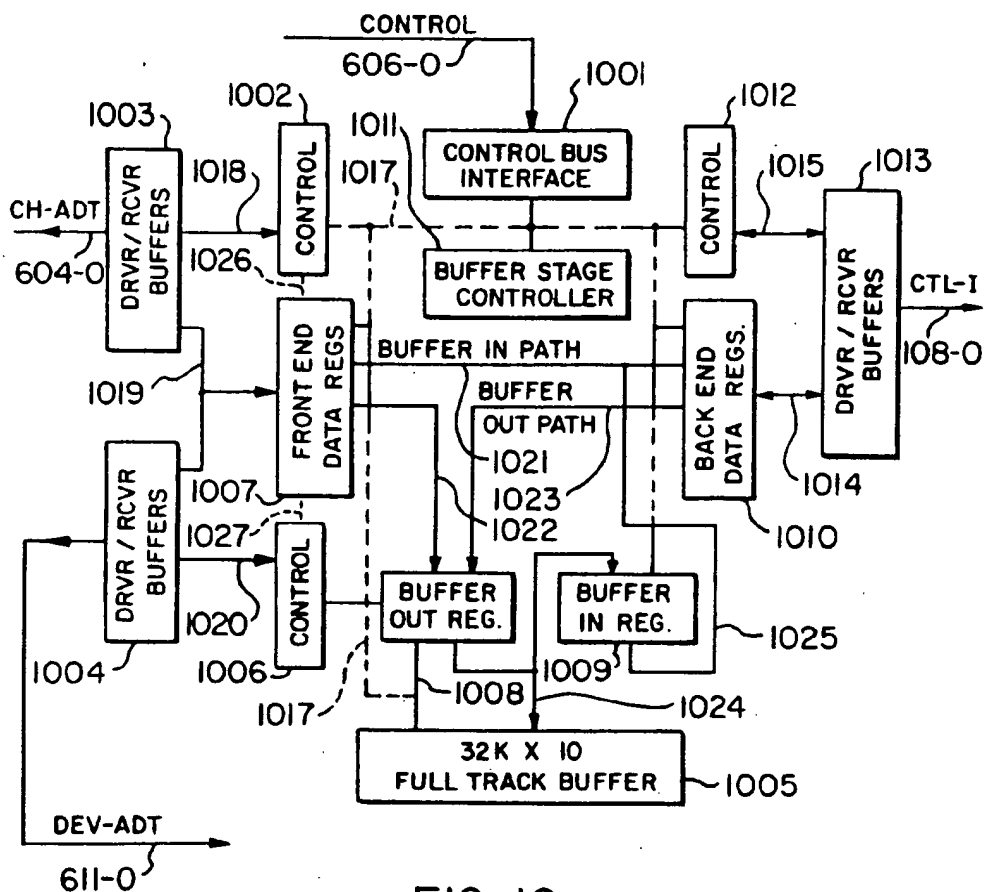 CONTROL
606-0
1001
1002
1012
1003
1011
1013
1018
1017
1015
CONTROL BUS
INTERFACE
CH-ADT
604-0
DRVR/RCVR
BUFFERS
CONTROL
CONTROL
1026
BUFFER STAGE
CONTROLLER
DRVR/RCVR
BUFFERS
CTL-I
108-0
1019
FRONT END
DATA REGS
BUFFER IN PATH
BUFFER
OUT PATH
BACK END
DATA REGS.
1021
1014
1007
1023
1027
1022
1010
DRVR/RCVR
BUFFERS
1020
CONTROL
BUFFER
OUT REG.
BUFFER
IN REG.
1025
1004
1006
1009
1008
1017
1024
32K X 10
FULL TRACK BUFFER
1005
DEV-ADT
611-0